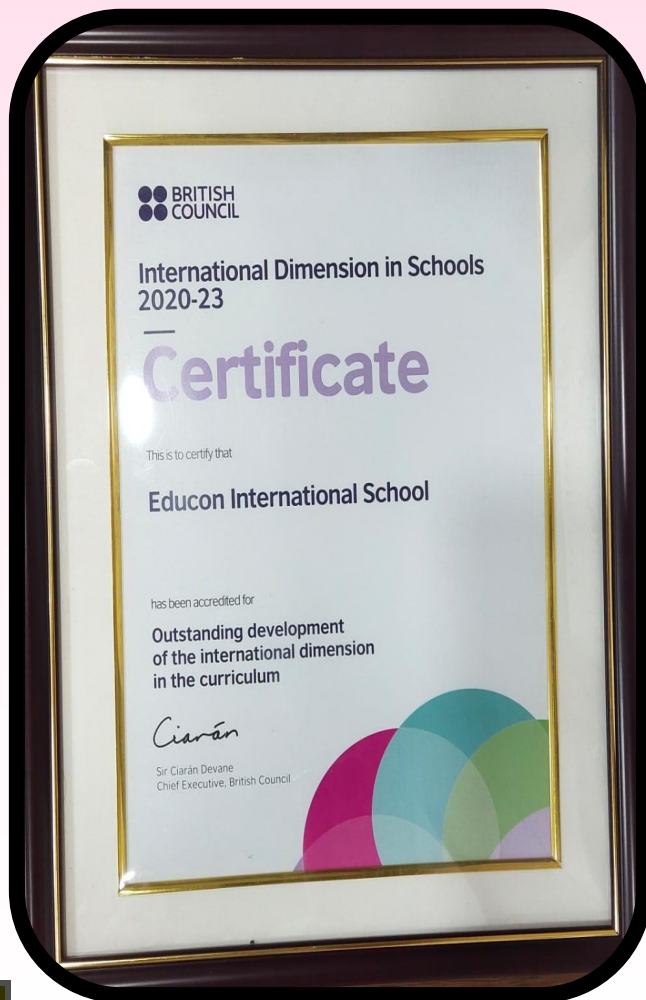 BRITISH
COUNCIL
International Dimension in Schools
2020-23
Certificate
This is to certify that
Educon International School
has been accredited for
Outstanding development
of the international dimension
in the curriculum
Ciarán
Sir Ciarán Devane
Chief Executive, British Council